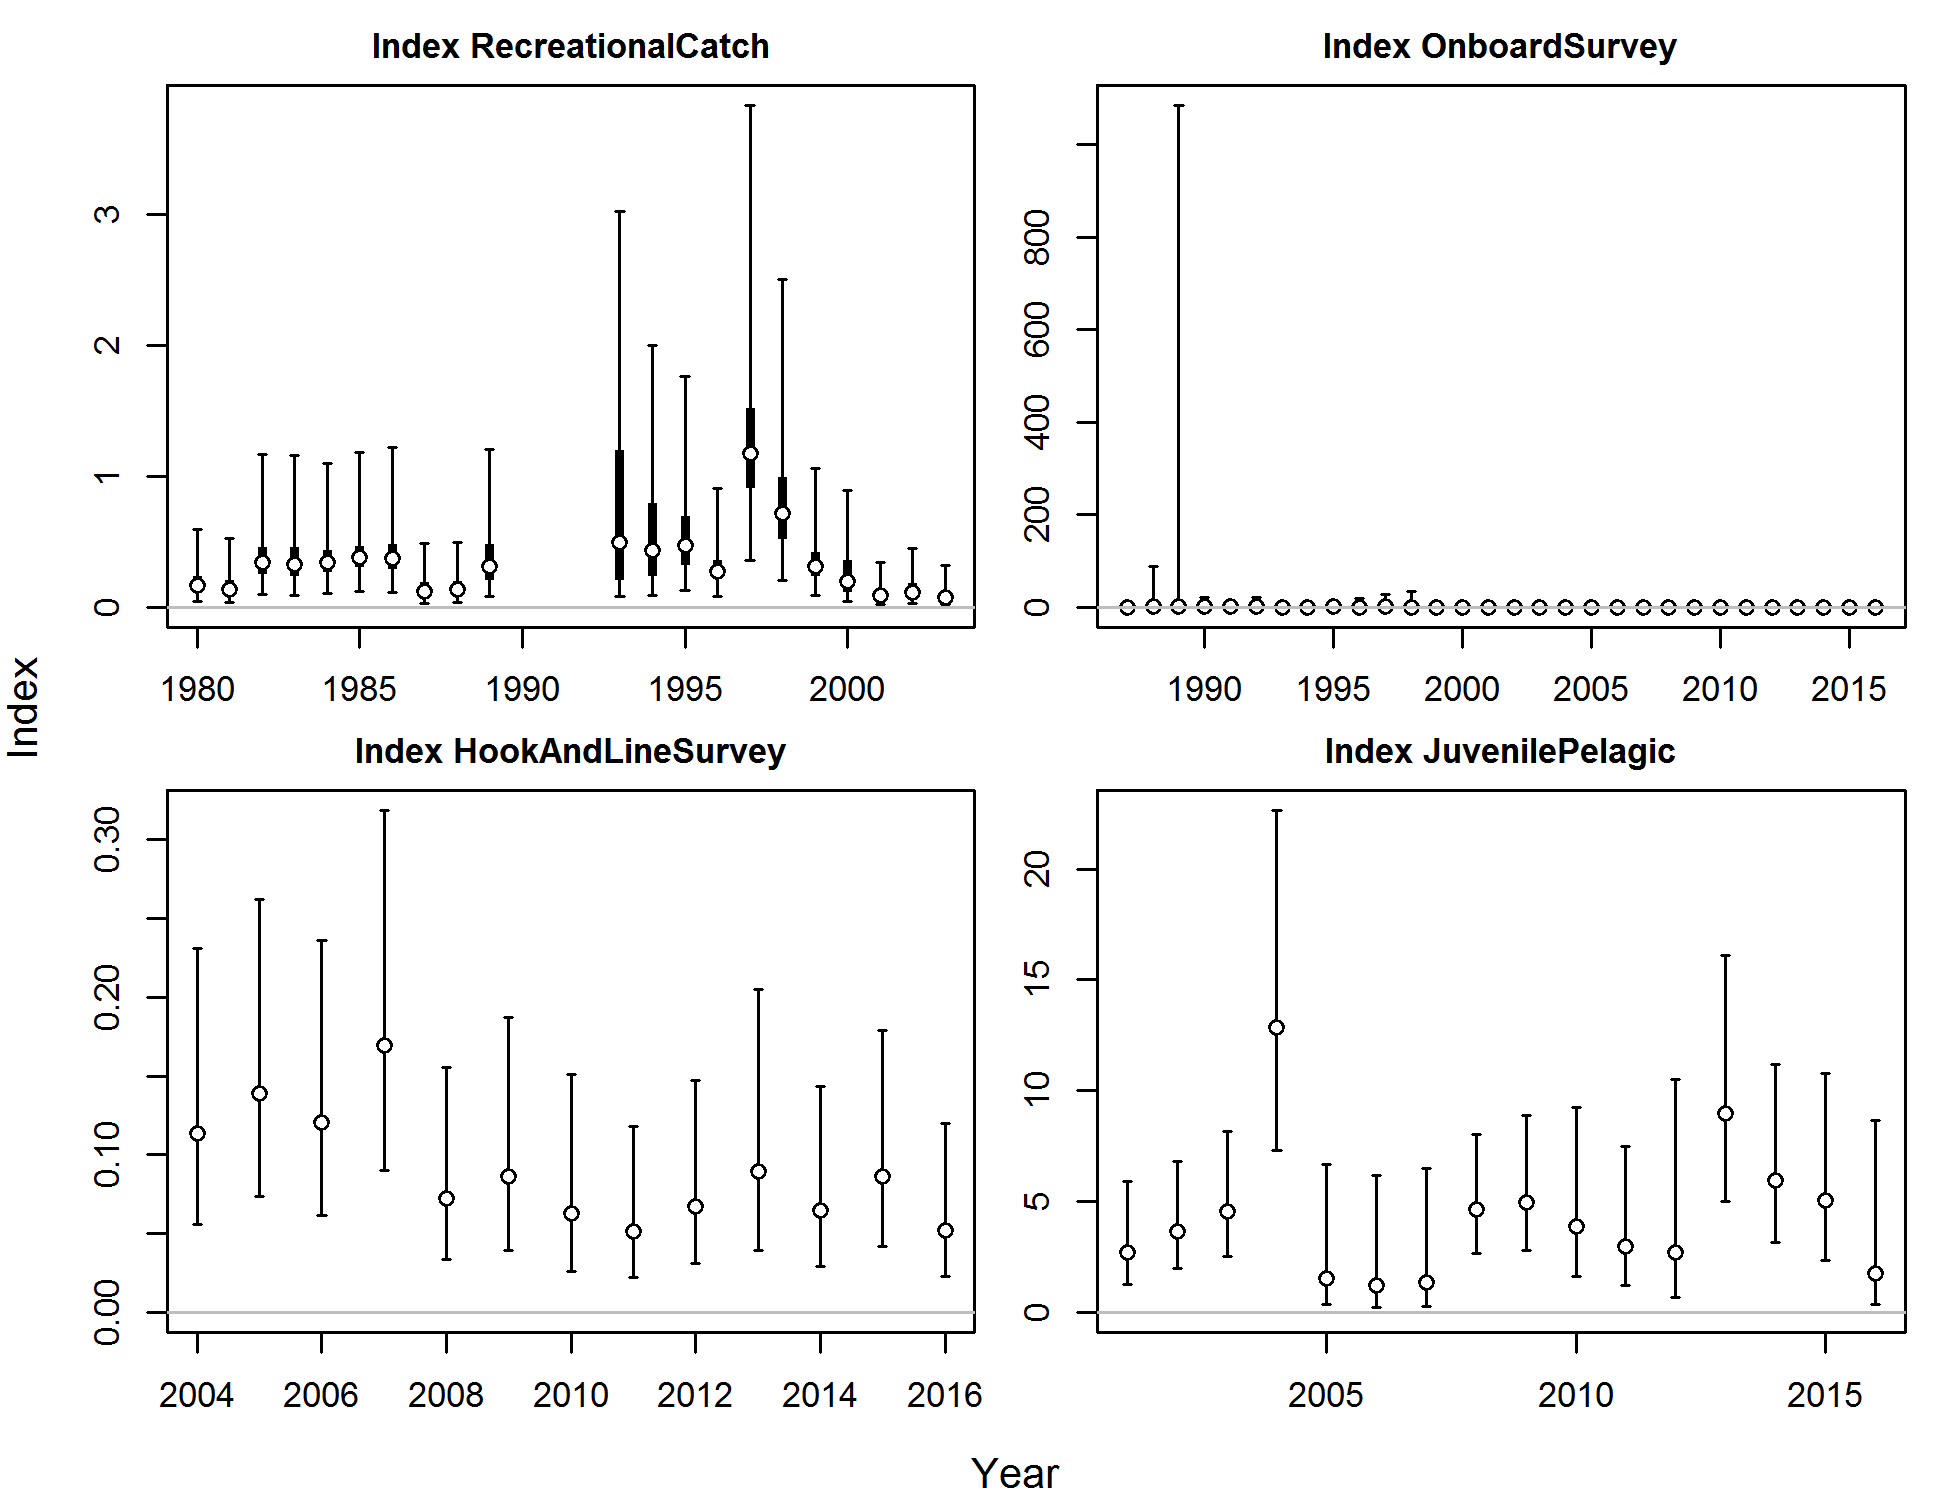 Index RecreationalCatch
Index OnboardSurvey
0 1 2 3
0 200 400 600 800
1980 1985 1990 1995 2000
1990 1995 2000 2005 2010 2015
Index
Index HookAndLineSurvey
Index JuvenilePelagic
0.00 0.10 0.20 0.30
0 5 10 15 20
2004 2006 2008 2010 2012 2014 2016
2005 2010 2015
Year